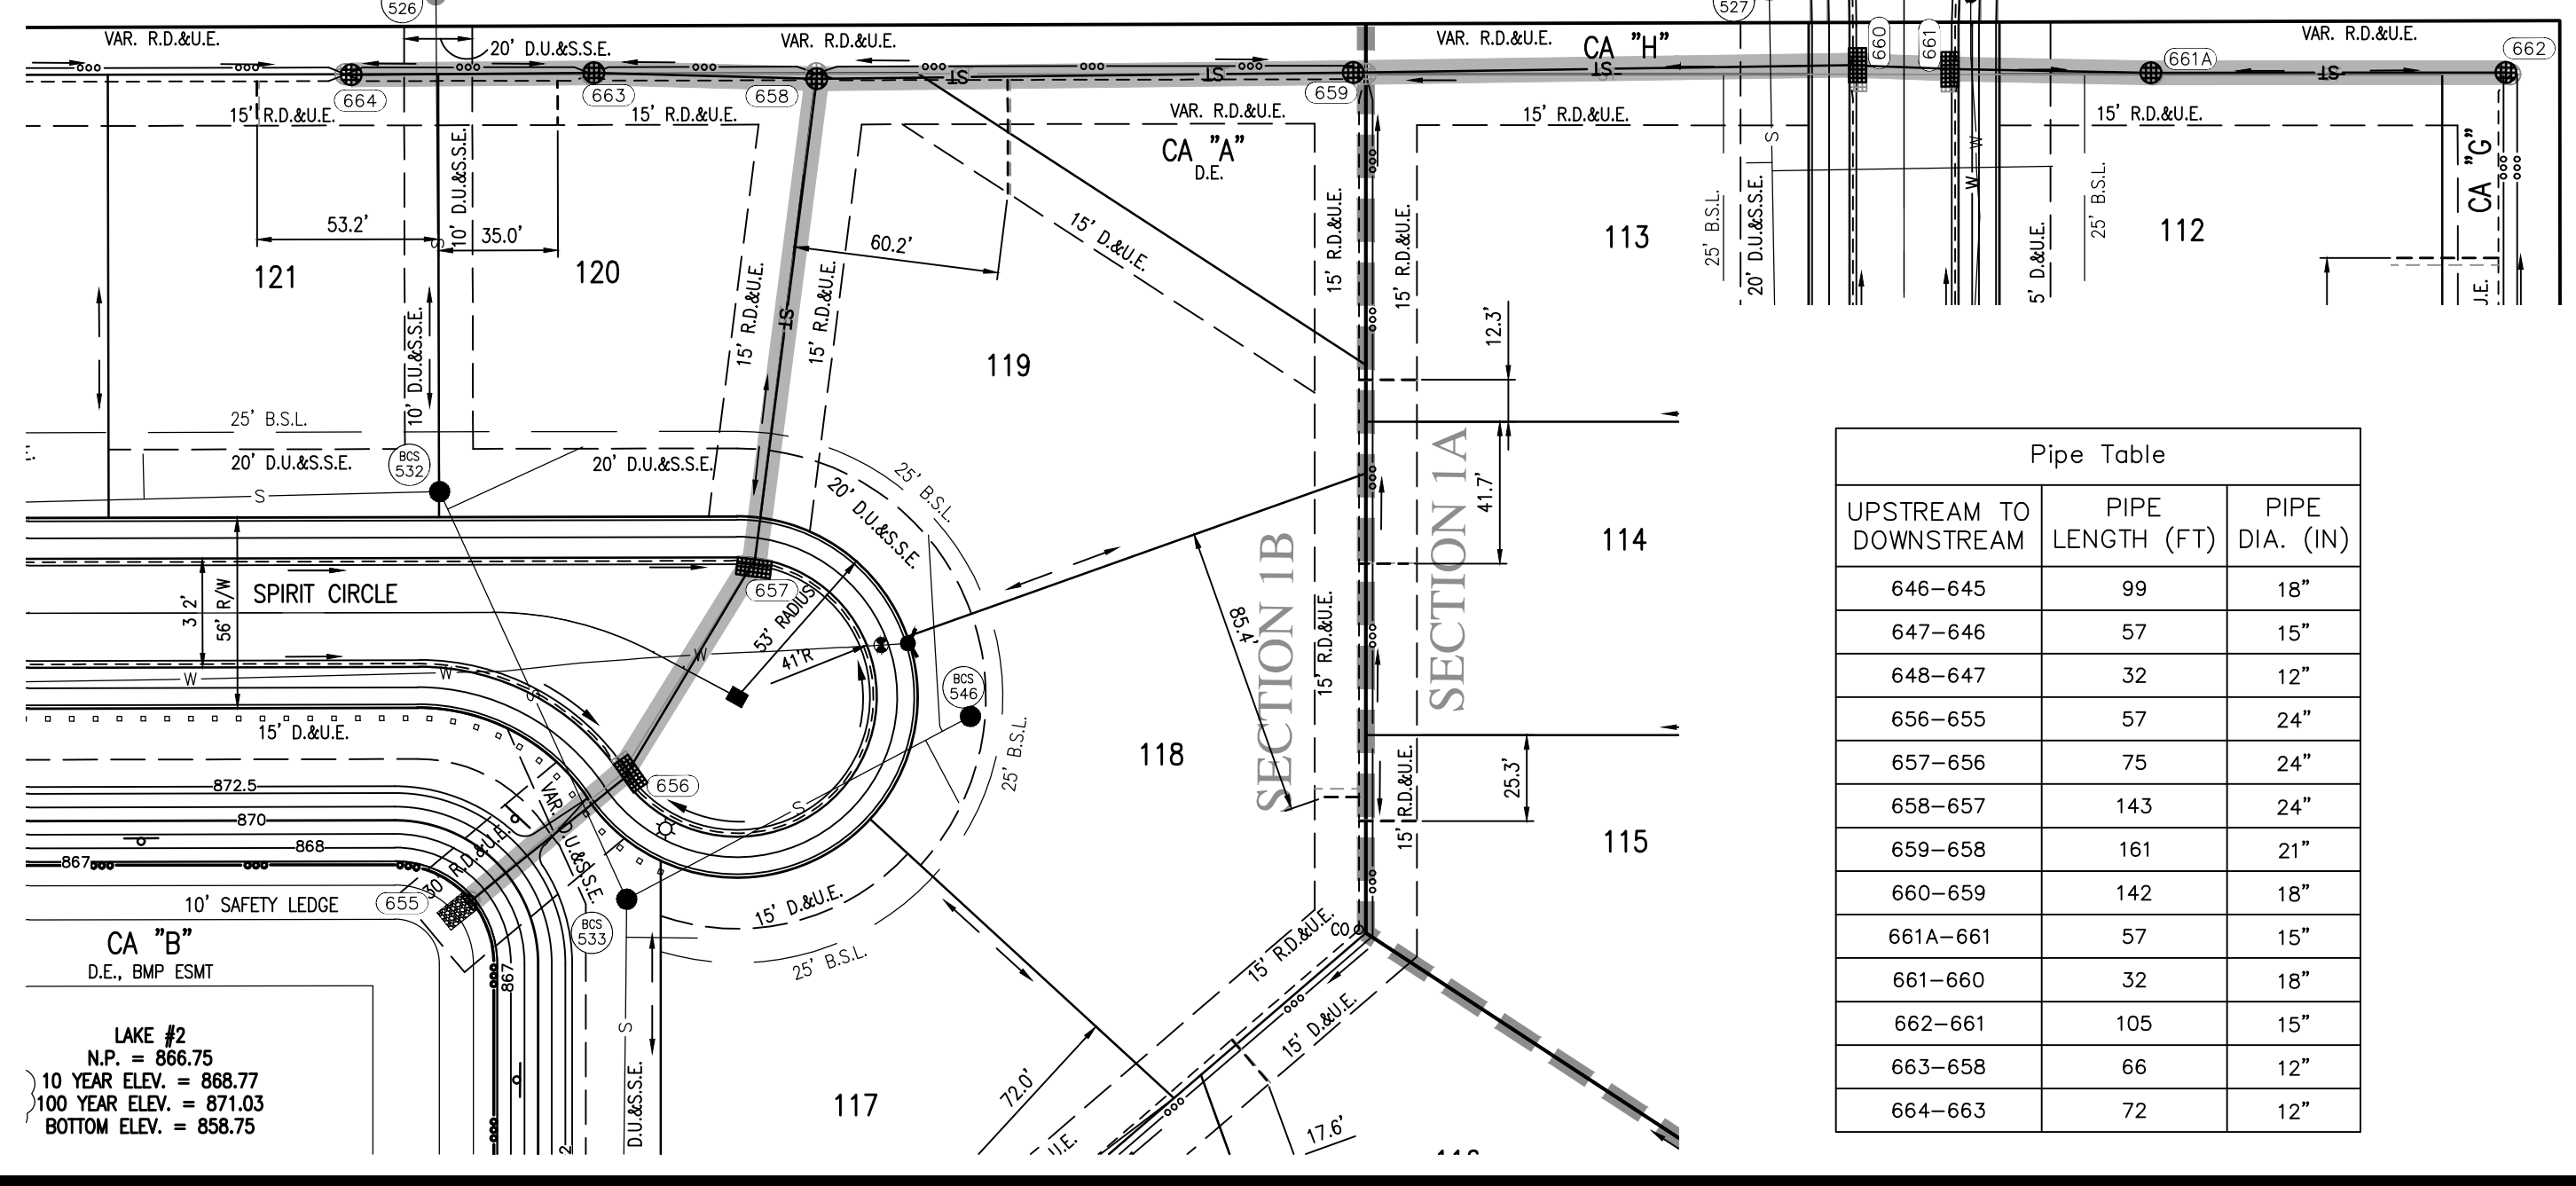 526
527
VAR. R.D.&U.E.
20' D.U.&S.S.E.
VAR. R.D.&U.E.
VAR. R.D.&U.E.
CA "H"
660
661
VAR. R.D.&U.E.
662
661A
ST
ST
ST
ST
664
663
658
659
15' R.D.&U.E.
15' R.D.&U.E.
VAR. R.D.&U.E.
15' R.D.&U.E.
15' R.D.&U.E.
CA "A"
D.E.
CA "G"
10' D.U.&S.S.E.
S
W
W
53.2'
35.0'
60.2'
S
121
120
113
112
25' B.S.L.
20' D.U.&S.S.E.
25' B.S.L.
5' D.&U.E.
.U.E.
15' R.D.&U.E.
15' R.D.&U.E.
ST
15' D.&U.E.
15' R.D.&U.E.
15' R.D.&U.E.
119
12.3'
10' D.U.&S.S.E.
25' B.S.L.
20' D.U.&S.S.E.
E.
BCS
532
S
20' D.U.&S.S.E.
25' B.S.L.
20' D.U.&S.S.E.
41.7'
SECTION 1B
SECTION 1A
114
32'
56' R/W
SPIRIT CIRCLE
657
53' RADIUS
41'R
W
W
W
S
85.4'
15' R.D.&U.E.
BCS
546
118
25' B.S.L.
15' D.&U.E.
656
S
25.3'
15' R.D.&U.E.
115
872.5
870
868
867
867
VAR. D.U.&S.S.E.
30' R.D.&U.E.
655
10' SAFETY LEDGE
BCS
533
15' D.&U.E.
25' B.S.L.
CO
15' R.D.&U.E.
15' D.&U.E.
CA "B"
D.E., BMP ESMT
LAKE #2
N.P. = 866.75
10 YEAR ELEV. = 868.77
100 YEAR ELEV. = 871.03
BOTTOM ELEV. = 858.75
S
D.U.&S.S.E.
117
72.0'
U.E.
17.6'
Pipe Table
UPSTREAM TO DOWNSTREAM PIPE LENGTH (FT) PIPE DIA. (IN)
646-645 99 18"
647-646 57 15"
648-647 32 12"
656-655 57 24"
657-656 75 24"
658-657 143 24"
659-658 161 21"
660-659 142 18"
661A-661 57 15"
661-660 32 18"
662-661 105 15"
663-658 66 12"
664-663 72 12"